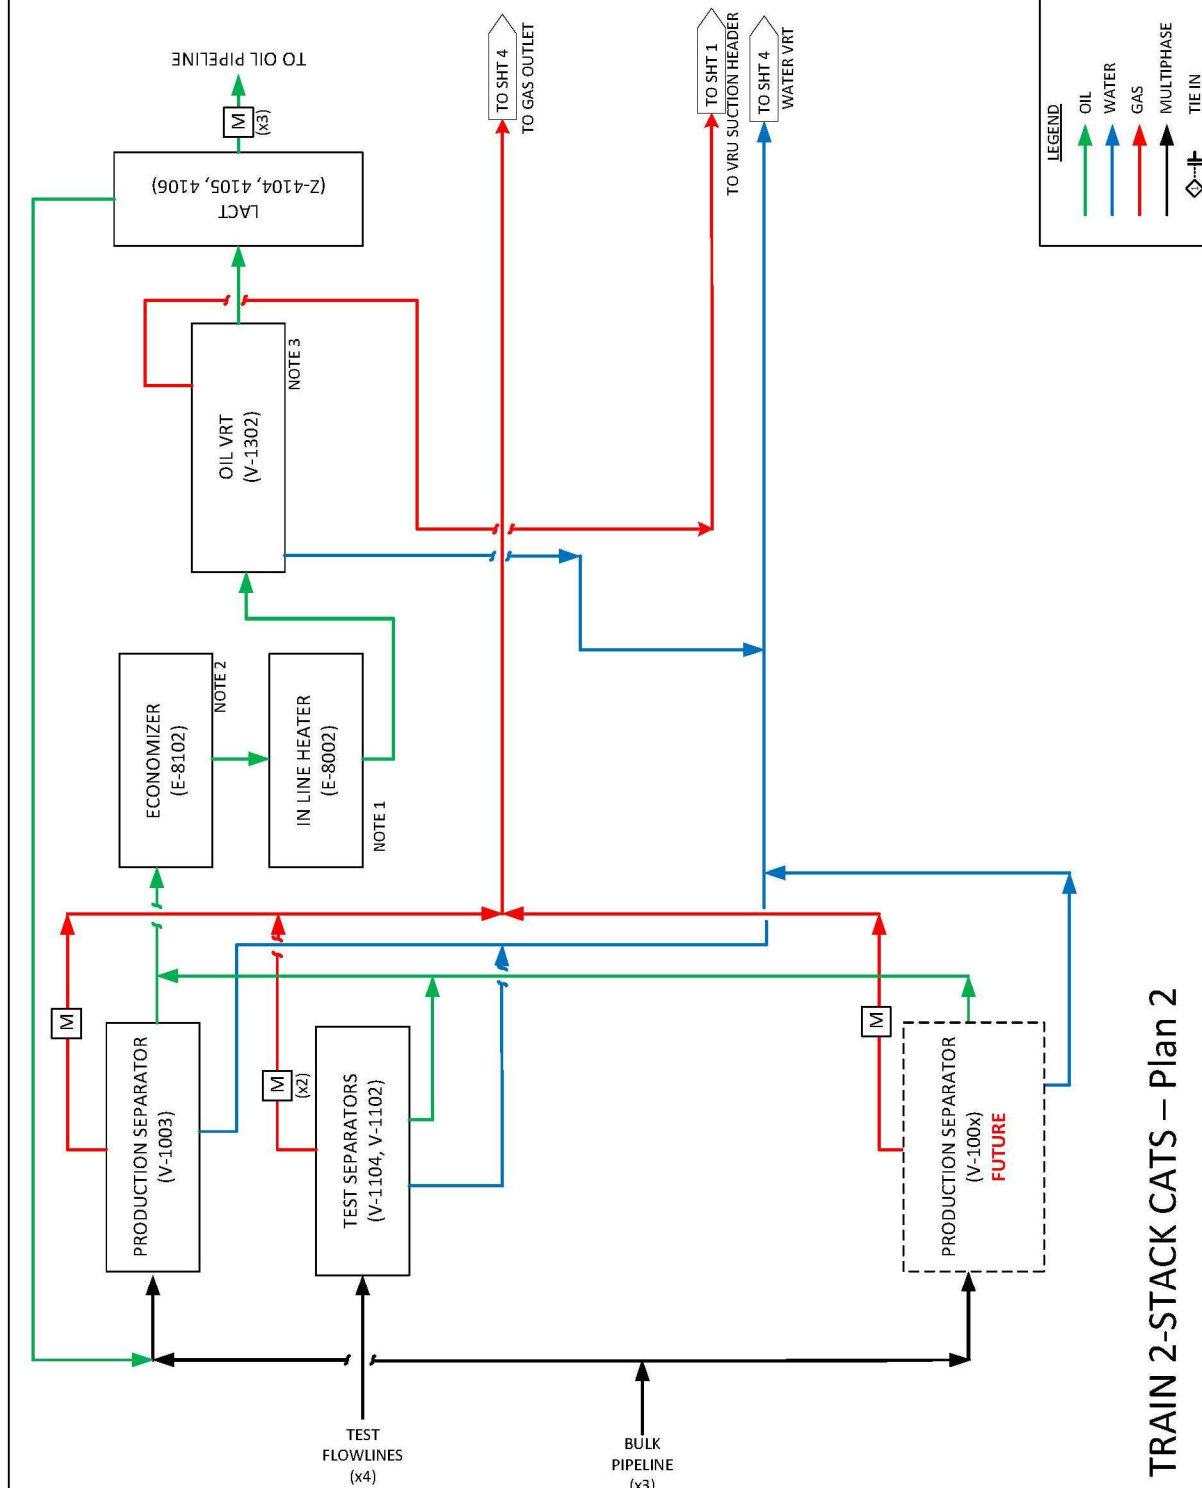 TO OIL PIPELINE
M
(x3)
LACT
(Z-4104, 4105, 4106)
TO SHT 4
TO GAS OUTLET
TO SHT 1
TO VRU SUCTION HEADER
TO SHT 4
WATER VRT
LEGEND
OIL
WATER
GAS
MULTIPHASE
TIE IN
OIL VRT
(V-1302)
NOTE 3
ECONOMIZER
(E-8102)
NOTE 2
IN LINE HEATER
(E-8002)
NOTE 1
M
PRODUCTION SEPARATOR
(V-1003)
M
(x2)
TEST SEPARATORS
(V-1104, V-1102)
M
PRODUCTION SEPARATOR
(V-100x)
FUTURE
TEST
FLOWLINES
(x4)
BULK
PIPELINE
(x3)
TRAIN 2-STACK CATS – Plan 2